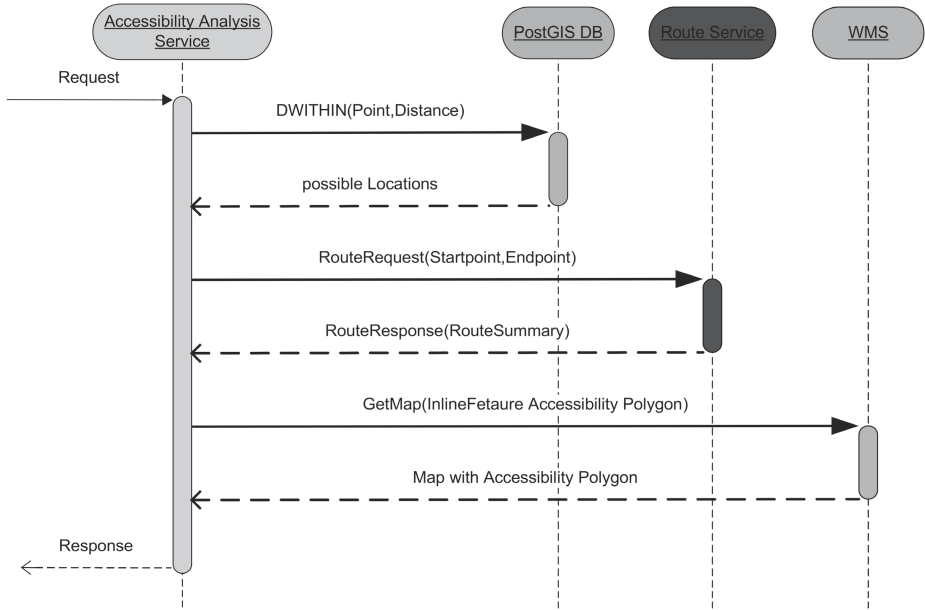 Accessibility Analysis
Service
PostGIS DB
Route Service
WMS
Request
DWITHIN(Point,Distance)
possible Locations
RouteRequest(Startpoint,Endpoint)
RouteResponse(RouteSummary)
GetMap(InlineFetaure Accessibility Polygon)
Map with Accessibility Polygon
Response